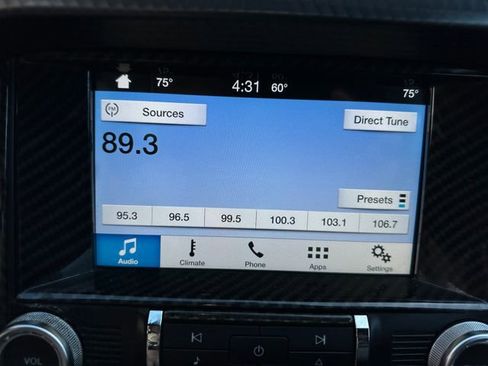 75° 4:31 60° 75°
FM Sources Direct Tune
89.3
Presets
95.3 96.5 99.5 100.3 103.1 106.7
Audio Climate Phone Apps Settings
VOL